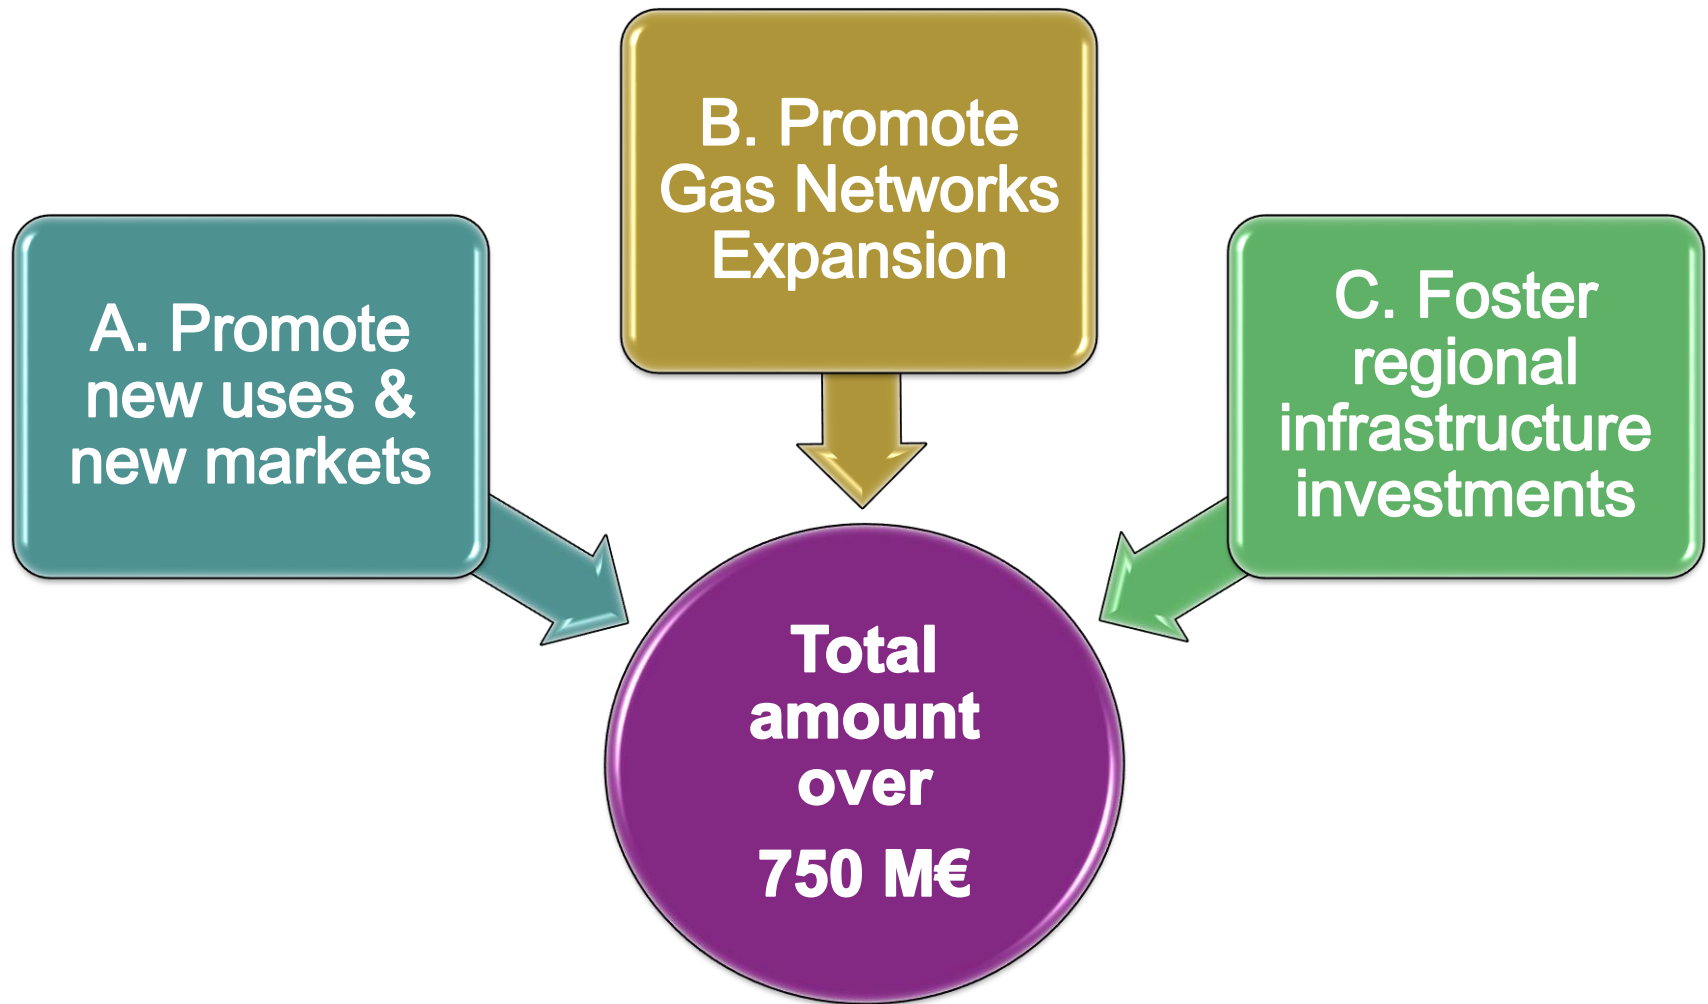 A. Promote
new uses &
new markets
B. Promote
Gas Networks
Expansion
C. Foster
regional
infrastructure
investments
Total
amount
over
750 M€